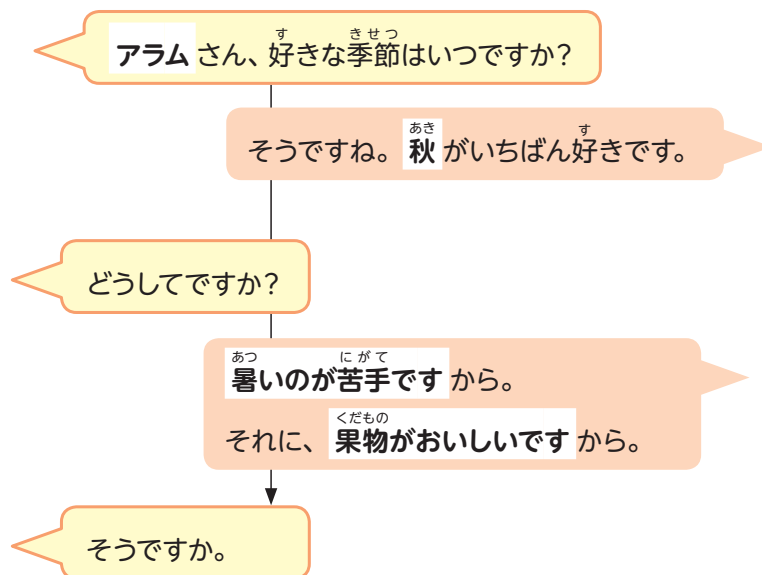 アラムさん、好きな季節はいつですか？
そうですね。秋がいちばん好きです。
どうしてですか？
暑いのが苦手ですから。
それに、果物がおいしいですから。
そうですか。